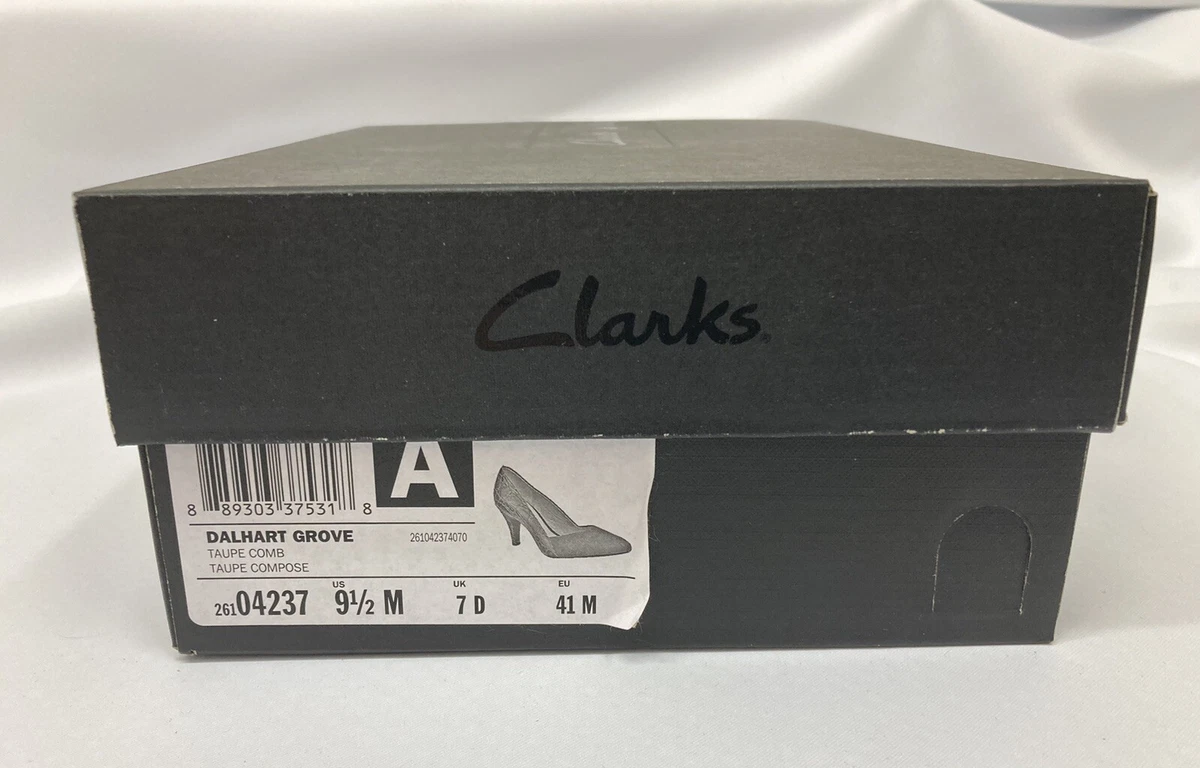 Clarks
A
8 89303 37531 8
DALHART GROVE 261042374070
TAUPE COMB
TAUPE COMPOSE
US UK EU
26104237 9½ M 7 D 41 M